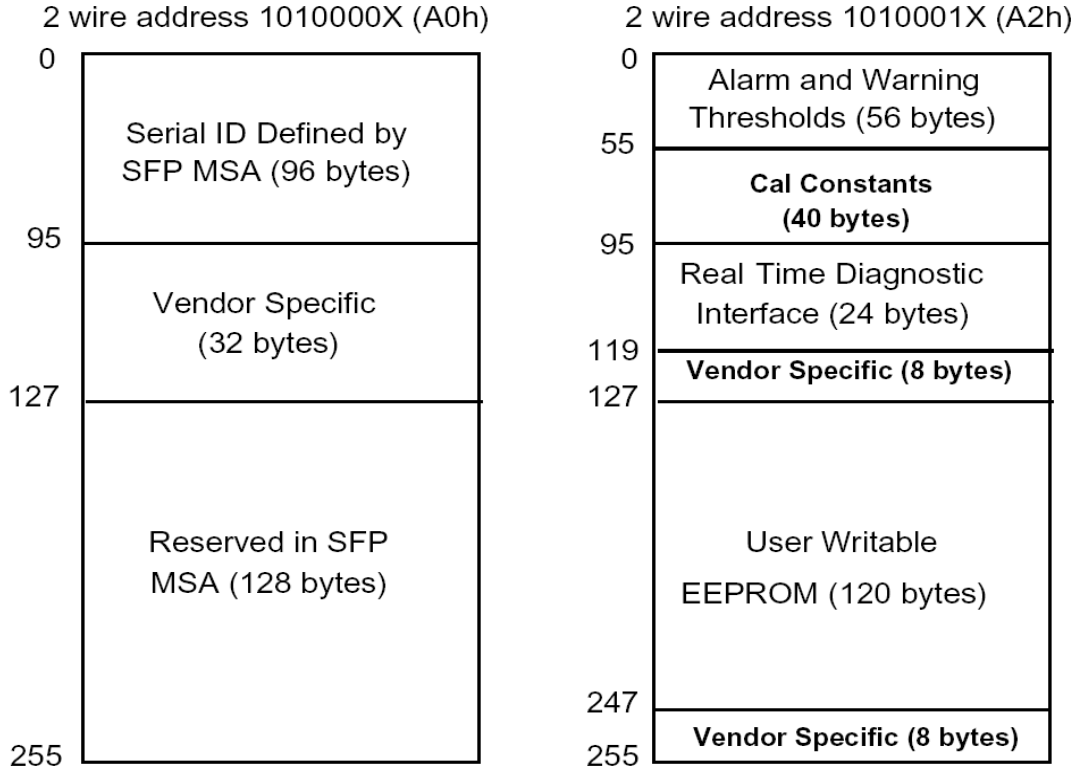 2 wire address 1010000X (A0h)
0
Serial ID Defined by
SFP MSA (96 bytes)
95
Vendor Specific
(32 bytes)
127
Reserved in SFP
MSA (128 bytes)
255
2 wire address 1010001X (A2h)
0
Alarm and Warning
Thresholds (56 bytes)
55
Cal Constants
(40 bytes)
95
Real Time Diagnostic
Interface (24 bytes)
119
Vendor Specific (8 bytes)
127
User Writable
EEPROM (120 bytes)
247
Vendor Specific (8 bytes)
255